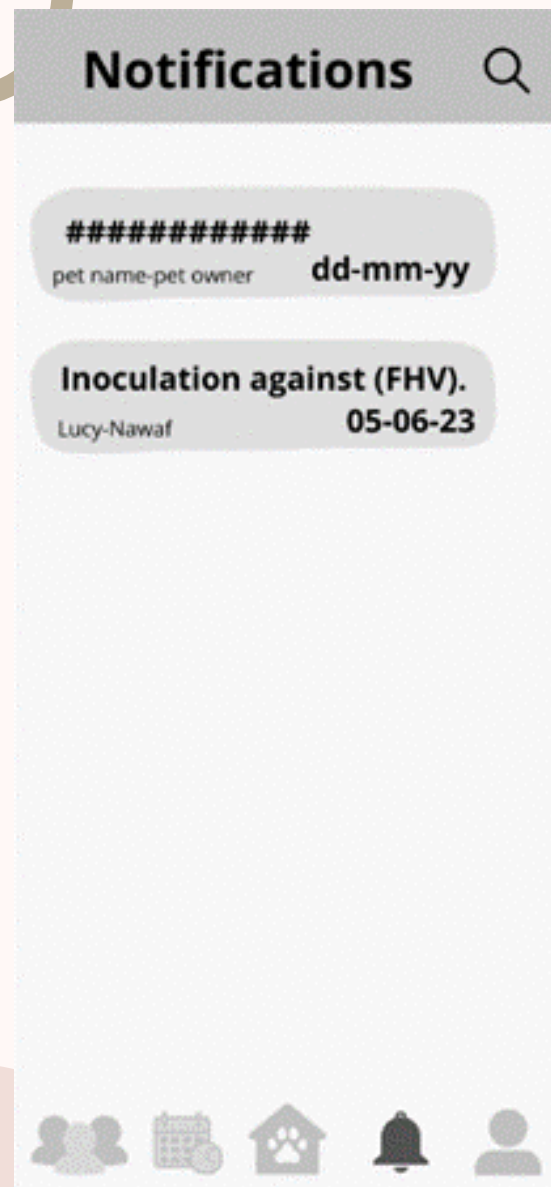 Notifications
############
pet name-pet owner dd-mm-yy
Inoculation against (FHV).
Lucy-Nawaf 05-06-23